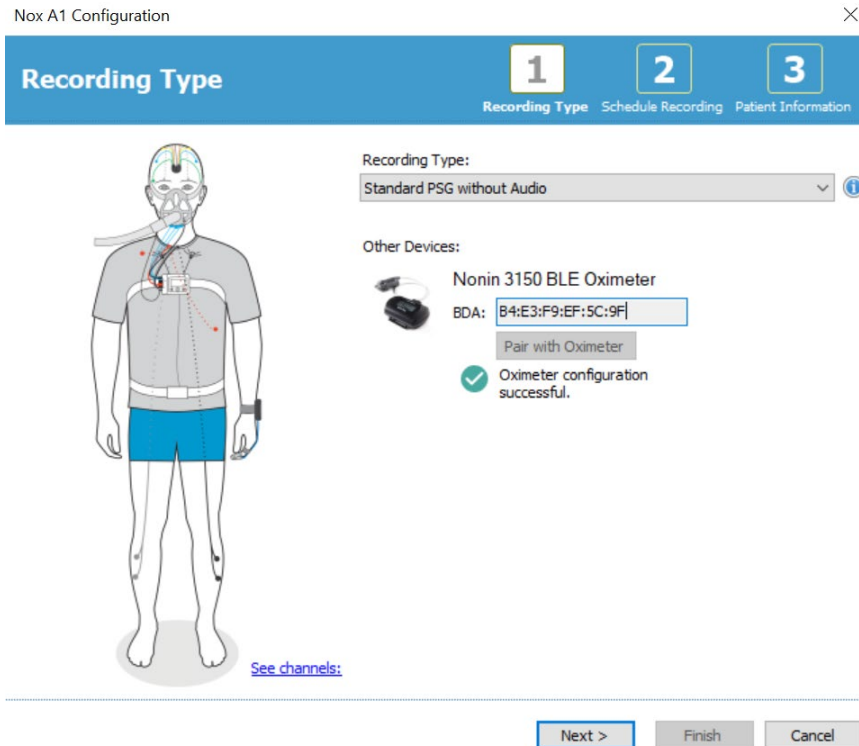 Nox A1 Configuration
Recording Type
1
Recording Type
2
Schedule Recording
3
Patient Information
Recording Type:
Standard PSG without Audio
Other Devices:
Nonin 3150 BLE Oximeter
BDA: B4:E3:F9:EF:5C:9F
Pair with Oximeter
Oximeter configuration
successful.
See channels:
Next >
Finish
Cancel